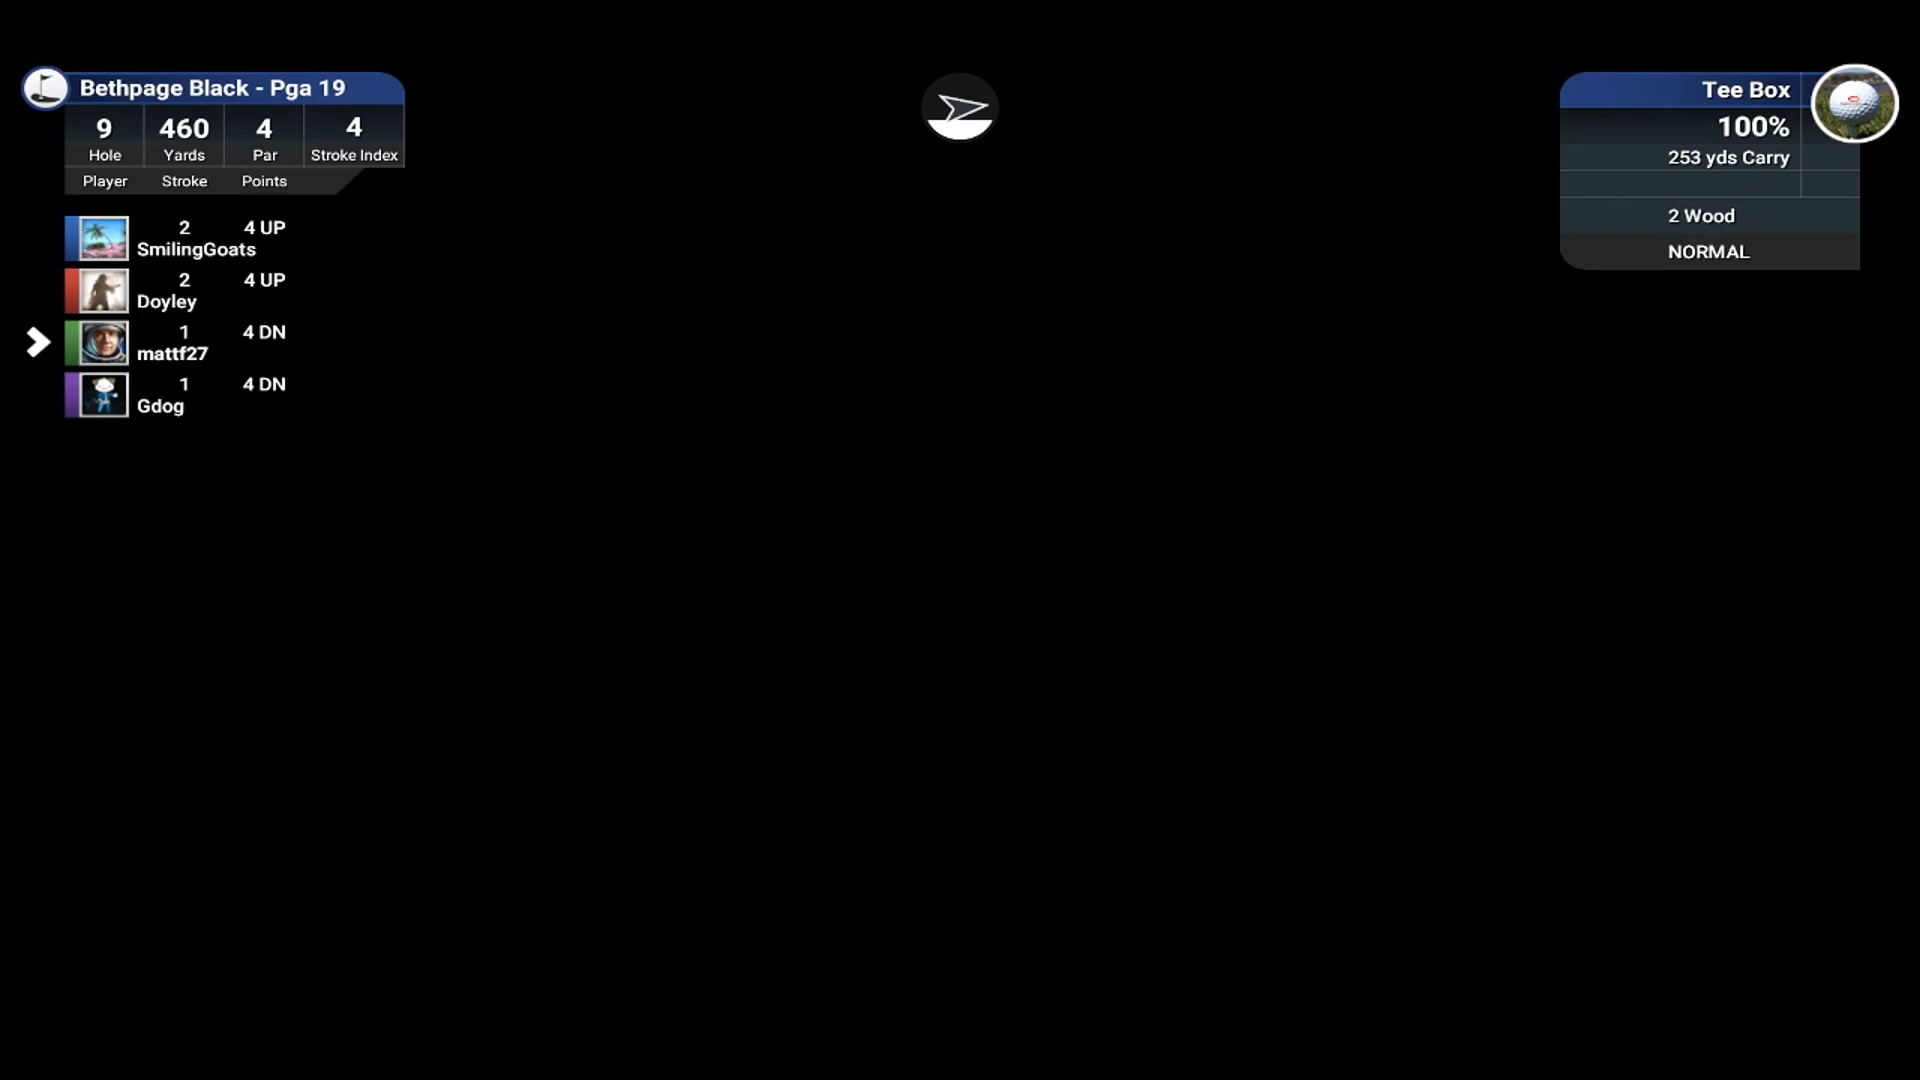 Bethpage Black - Pga 19
9 460 4 4
Hole Yards Par Stroke Index
Player Stroke Points
2 4 UP
SmilingGoats
2 4 UP
Doyley
1 4 DN
mattf27
1 4 DN
Gdog
Tee Box
100%
253 yds Carry
2 Wood
NORMAL